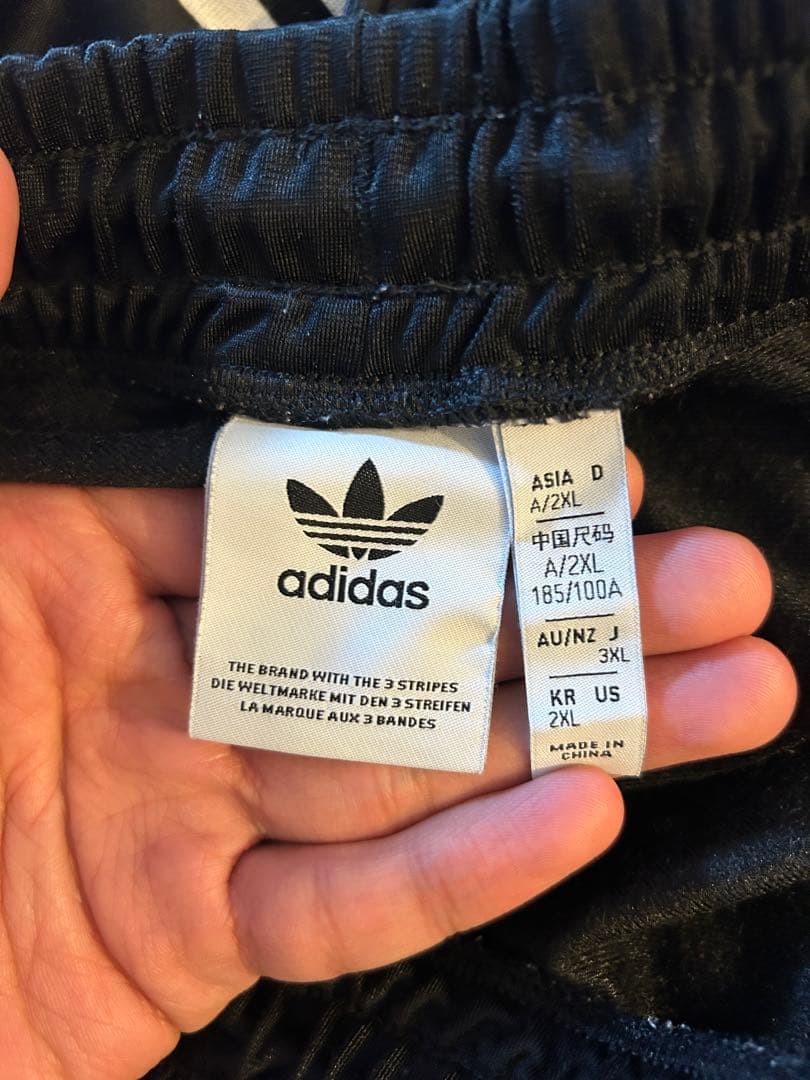 adidas
THE BRAND WITH THE 3 STRIPES
DIE WELTMARKE MIT DEN 3 STREIFEN
LA MARQUE AUX 3 BANDES
ASIA D
A/2XL
中国尺码
A/2XL
185/100A
AU/NZ J
3XL
KR US
2XL
MADE IN
CHINA